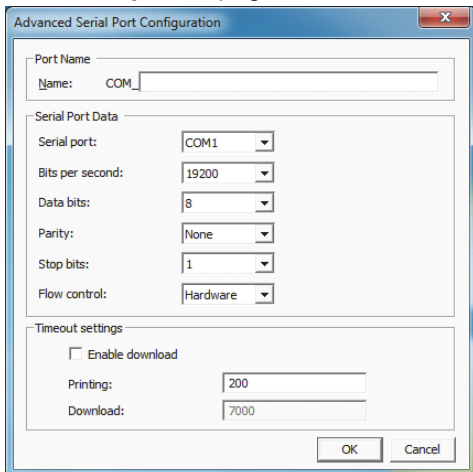 Advanced Serial Port Configuration
Port Name
Name: COM_
Serial Port Data
Serial port: COM1
Bits per second: 19200
Data bits: 8
Parity: None
Stop bits: 1
Flow control: Hardware
Timeout settings
Enable download
Printing: 200
Download: 7000
OK Cancel